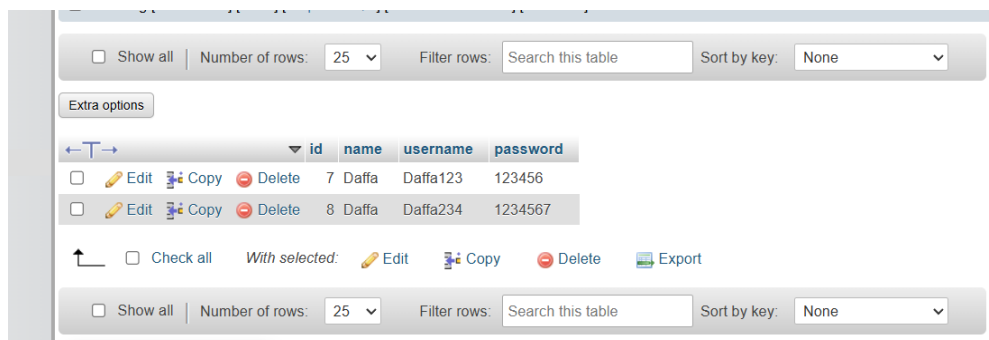 Show all Number of rows: 25 Filter rows: Search this table Sort by key: None
Extra options
id name username password
Edit Copy Delete 7 Daffa Daffa123 123456
Edit Copy Delete 8 Daffa Daffa234 1234567
Check all With selected: Edit Copy Delete Export
Show all Number of rows: 25 Filter rows: Search this table Sort by key: None